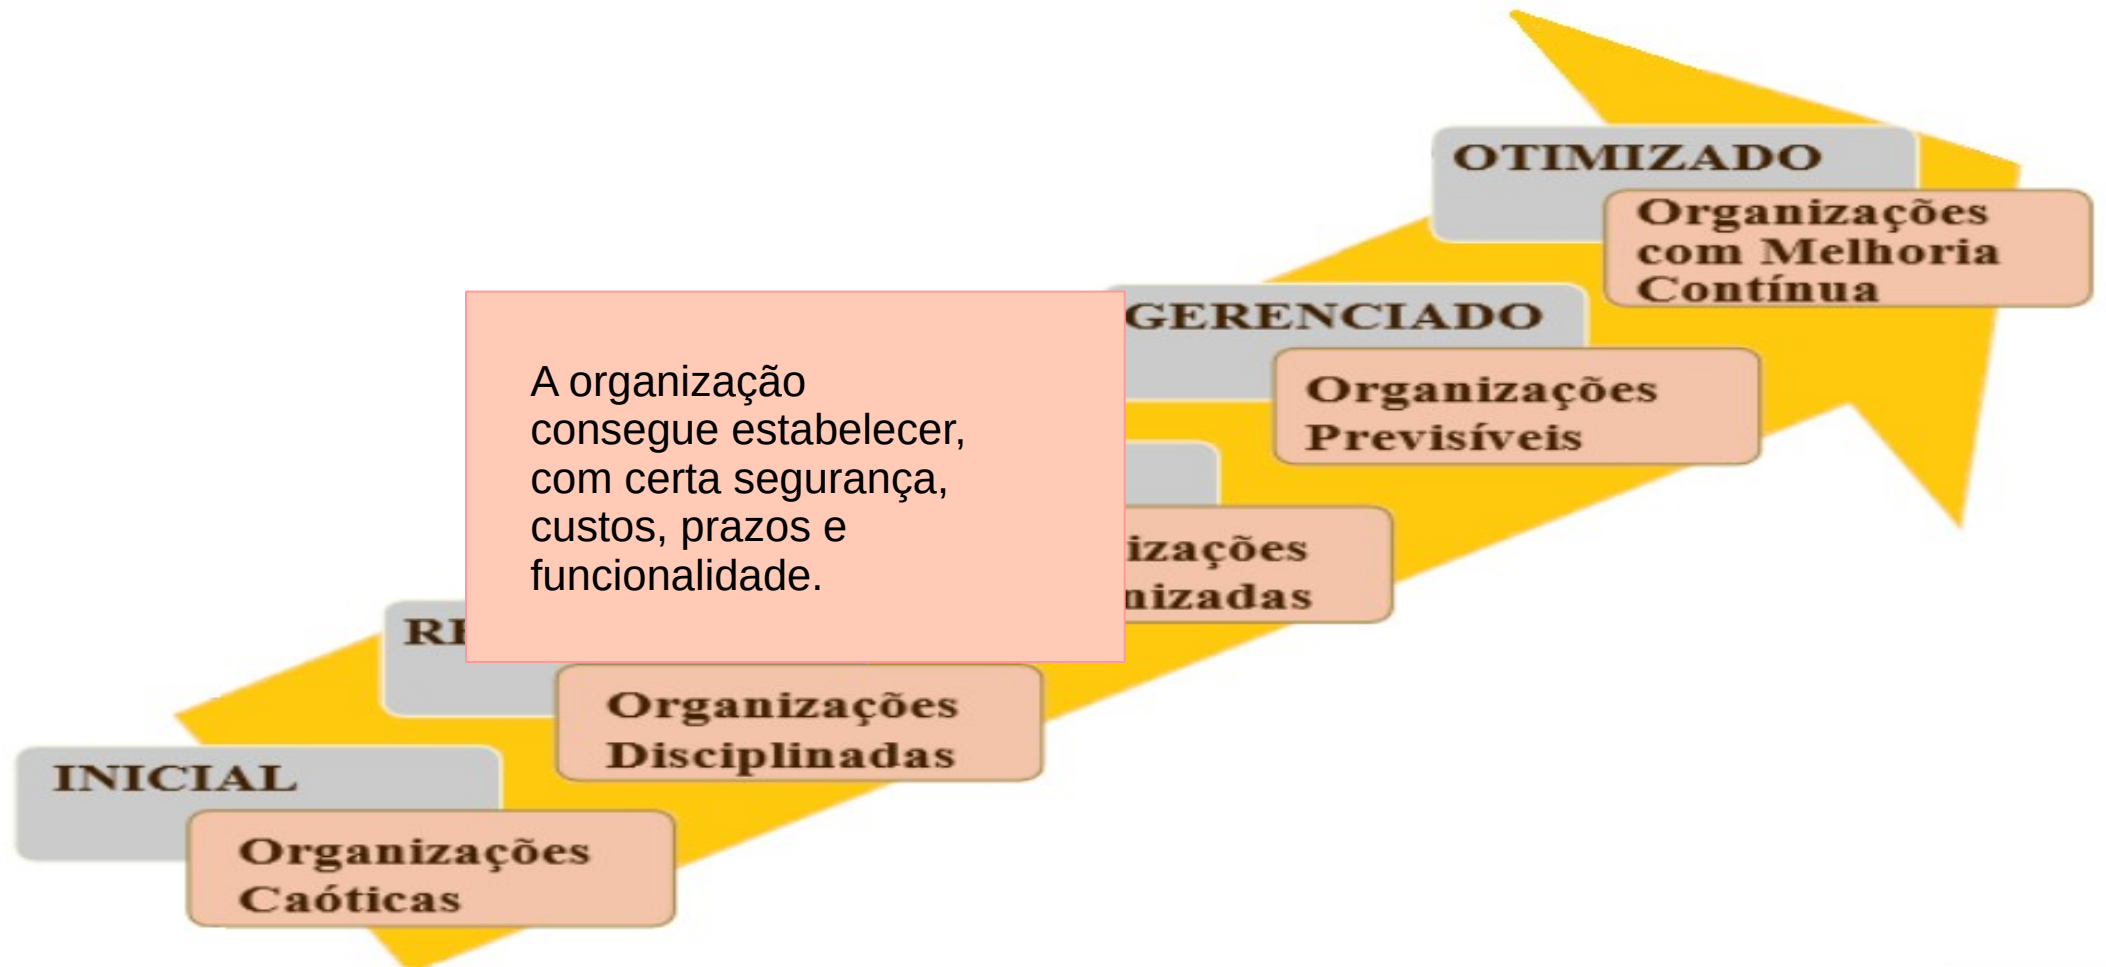 OTIMIZADO
Organizações
com Melhoria
Contínua
GERENCIADO
Organizações
Previsíveis
A organização
consegue estabelecer,
com certa segurança,
custos, prazos e
funcionalidade.
izações
nizadas
RE
Organizações
Disciplinadas
INICIAL
Organizações
Caóticas